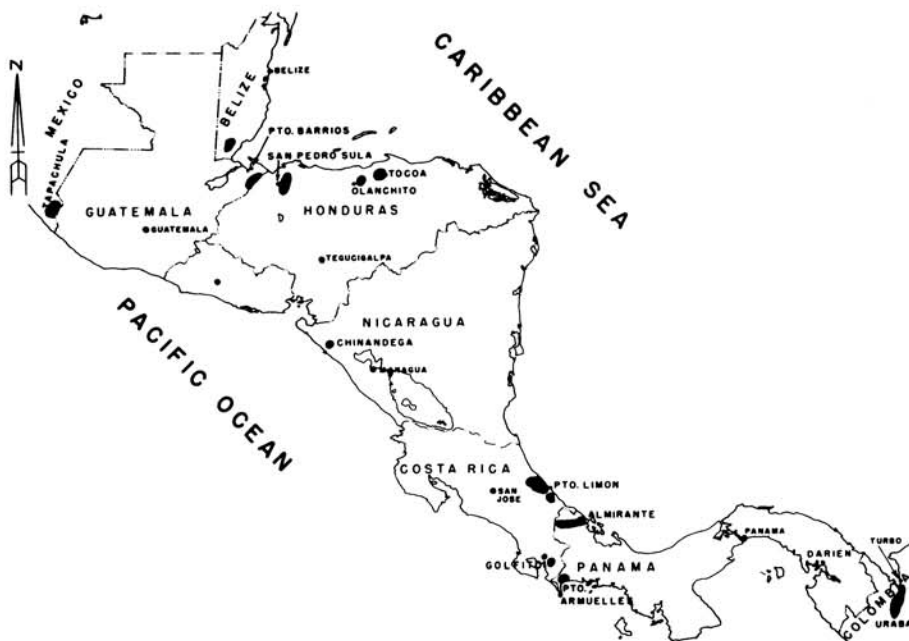 CARIBBEAN SEA
N
BELIZE
BELIZE
MEXICO
PTO. BARRIOS
SAN PEDRO SULA
TAPACHULA
TOCOA
OLANCHITO
GUATEMALA
HONDURAS
GUATEMALA
TEGUCIGALPA
PACIFIC OCEAN
NICARAGUA
CHINANDEGA
MANAGUA
COSTA RICA
SAN
JOSE
PTO. LIMON
ALMIRANTE
PANAMA
TURBO
DARIEN
GOLFITO
PANAMA
PTO.
ARMUELLES
COLOMBIA
URABA